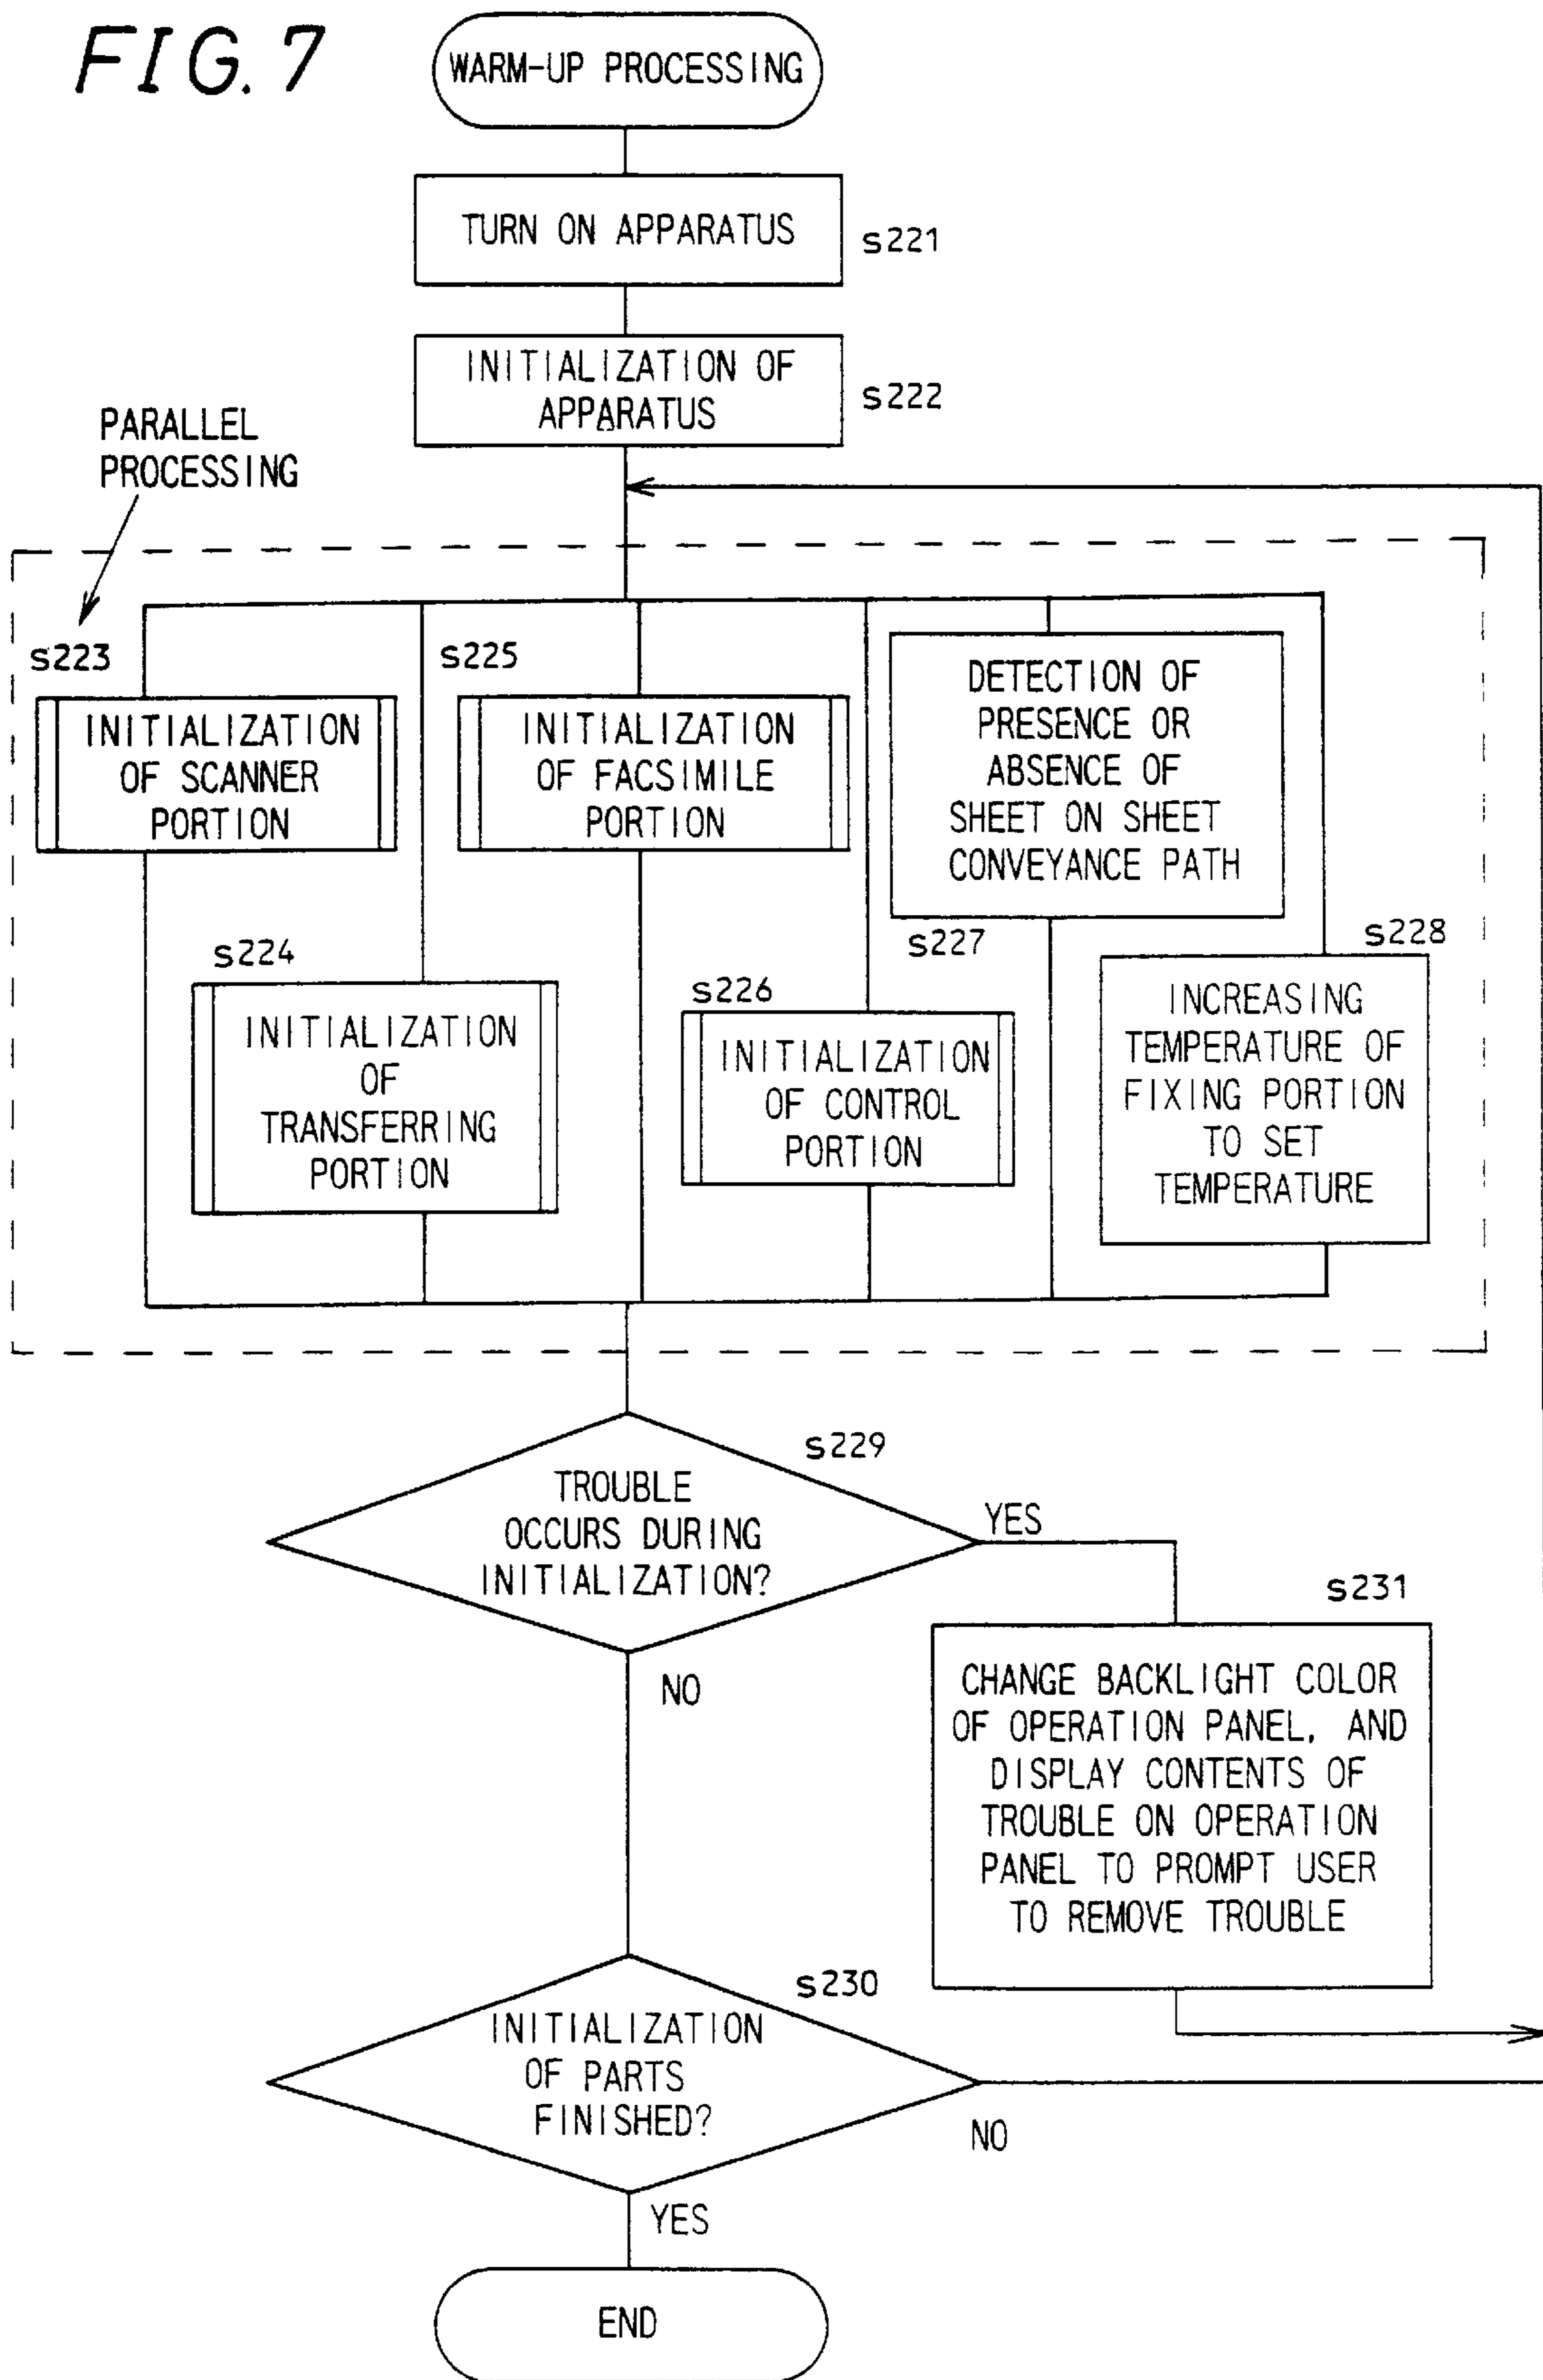 FIG. 7
WARM-UP PROCESSING
TURN ON APPARATUS
s221
INITIALIZATION OF
APPARATUS
s222
PARALLEL
PROCESSING
s223
INITIALIZATION
OF SCANNER
PORTION
s224
INITIALIZATION
OF
TRANSFERRING
PORTION
s225
INITIALIZATION
OF FACSIMILE
PORTION
s226
INITIALIZATION
OF CONTROL
PORTION
DETECTION OF
PRESENCE OR
ABSENCE OF
SHEET ON SHEET
CONVEYANCE PATH
s227
s228
INCREASING
TEMPERATURE OF
FIXING PORTION
TO SET
TEMPERATURE
s229
TROUBLE
OCCURS DURING
INITIALIZATION?
YES
NO
s231
CHANGE BACKLIGHT COLOR
OF OPERATION PANEL, AND
DISPLAY CONTENTS OF
TROUBLE ON OPERATION
PANEL TO PROMPT USER
TO REMOVE TROUBLE
s230
INITIALIZATION
OF PARTS
FINISHED?
NO
YES
END